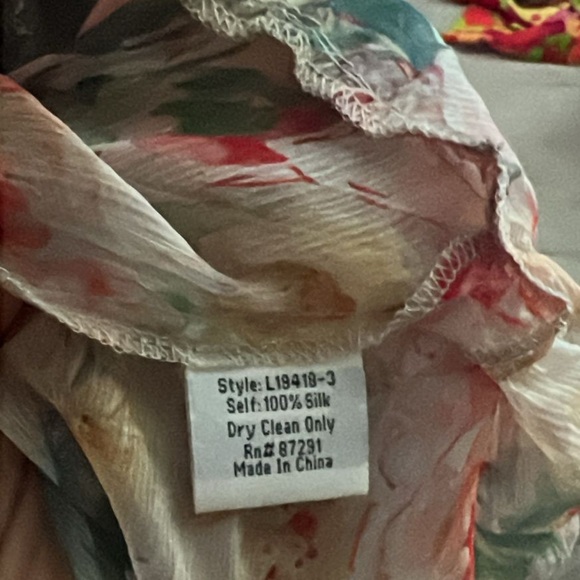 Style: L19418-3
Self: 100% Silk
Dry Clean Only
Rn# 87291
Made In China